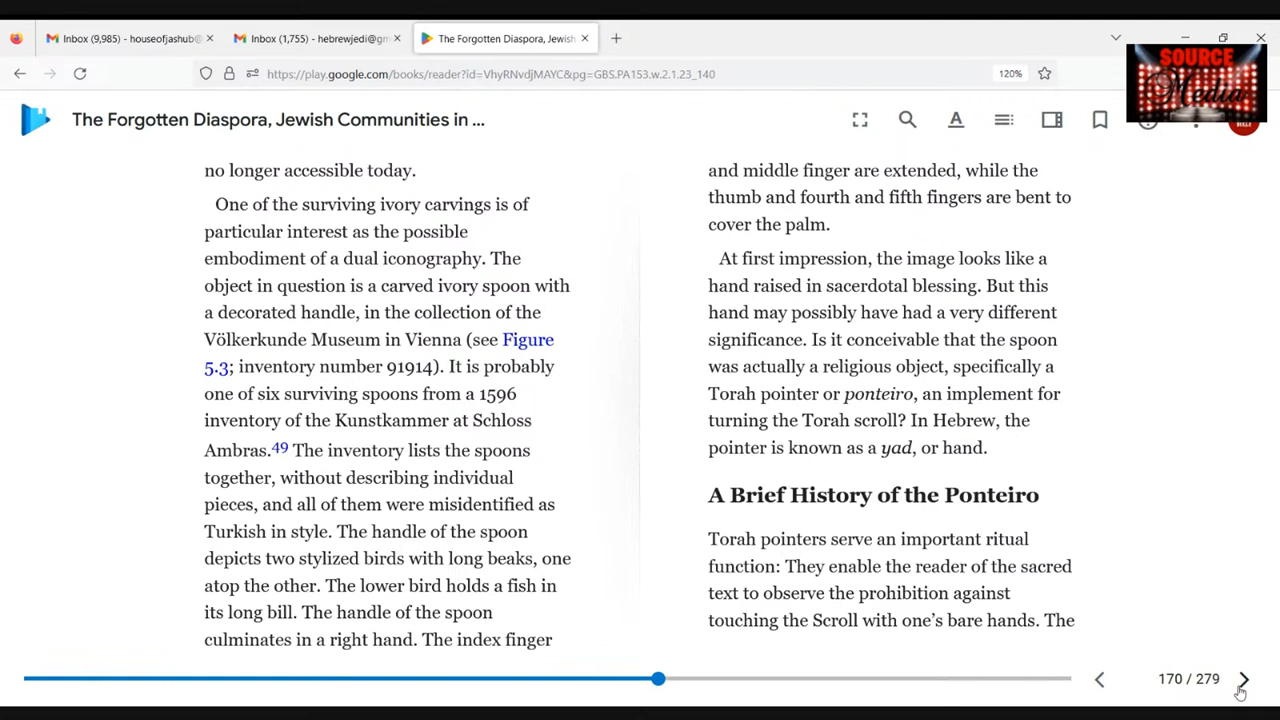 Inbox (9,985) - houseofjashub@
Inbox (1,755) - hebrewjedi@gm
The Forgotten Diaspora, Jewish
https://play.google.com/books/reader?id=VhyRNvdjMAYC&pg=GBS.PA153.w.2.1.23_140
120%
SOURCE
Media
The Forgotten Diaspora, Jewish Communities in ...
no longer accessible today.
One of the surviving ivory carvings is of
particular interest as the possible
embodiment of a dual iconography. The
object in question is a carved ivory spoon with
a decorated handle, in the collection of the
Völkerkunde Museum in Vienna (see Figure
5.3; inventory number 91914). It is probably
one of six surviving spoons from a 1596
inventory of the Kunstkammer at Schloss
Ambras.49 The inventory lists the spoons
together, without describing individual
pieces, and all of them were misidentified as
Turkish in style. The handle of the spoon
depicts two stylized birds with long beaks, one
atop the other. The lower bird holds a fish in
its long bill. The handle of the spoon
culminates in a right hand. The index finger
and middle finger are extended, while the
thumb and fourth and fifth fingers are bent to
cover the palm.
At first impression, the image looks like a
hand raised in sacerdotal blessing. But this
hand may possibly have had a very different
significance. Is it conceivable that the spoon
was actually a religious object, specifically a
Torah pointer or ponteiro, an implement for
turning the Torah scroll? In Hebrew, the
pointer is known as a yad, or hand.
A Brief History of the Ponteiro
Torah pointers serve an important ritual
function: They enable the reader of the sacred
text to observe the prohibition against
touching the Scroll with one's bare hands. The
170 / 279